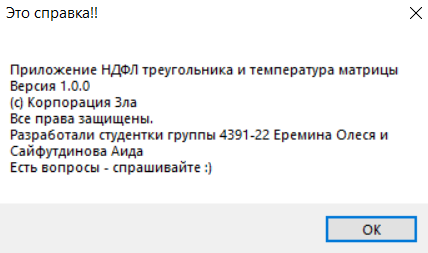 Это справка!!
Приложение НДФЛ треугольника и температура матрицы
Версия 1.0.0
(c) Корпорация Зла
Все права защищены.
Разработали студентки группы 4391-22 Еремина Олеся и
Сайфутдинова Аида
Есть вопросы - спрашивайте :)
OK